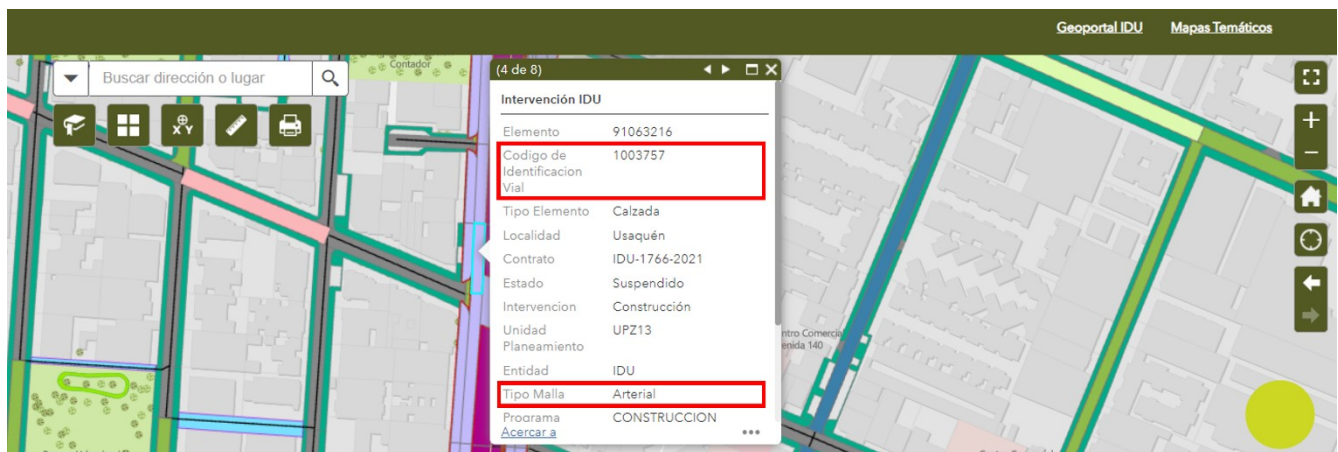 Geoportal IDU Mapas Temáticos
Contador
Buscar dirección o lugar
(4 de 8)
Intervención IDU
Elemento 91063216
Codigo de 1003757
Identificacion
Vial
Tipo Elemento Calzada
Localidad Usaquén
Contrato IDU-1766-2021
Estado Suspendido
Intervencion Construcción
Unidad UPZ13
Planeamiento
Entidad IDU
Tipo Malla Arterial
Programa CONSTRUCCION
Acercar a
X Y
ntro Comercia
enida 140